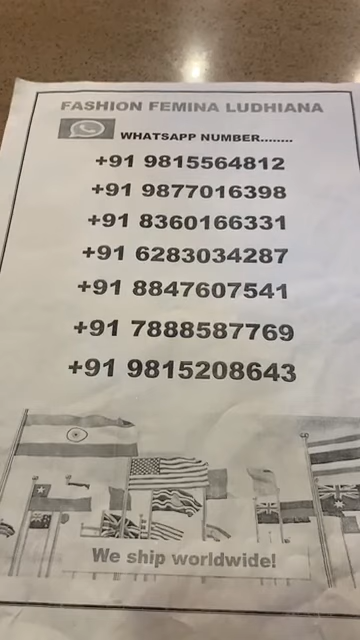 FASHION FEMINA LUDHIANA
WHATSAPP NUMBER........
+91 9815564812
+91 9877016398
+91 8360166331
+91 6283034287
+91 8847607541
+91 7888587769
+91 9815208643
We ship worldwide!